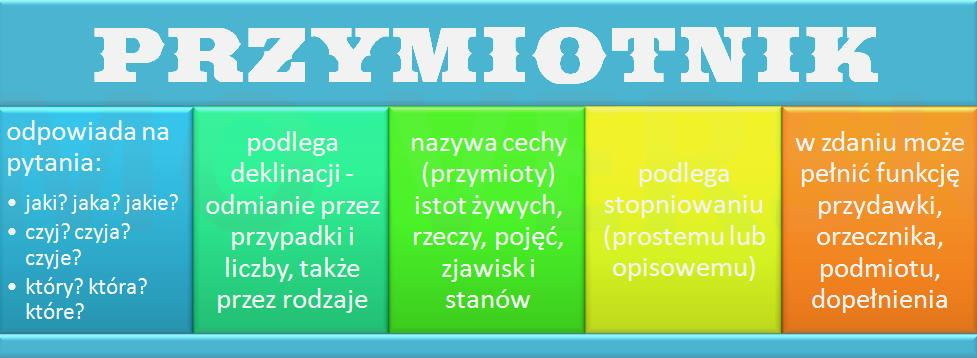 PRZYMIOTNIK
odpowiada na
pytania:
• jaki? jaka? jakie?
• czyj? czyja?
czyje?
• który? która?
które?
podlega
deklinacji -
odmianie przez
przypadki i
liczby, także
przez rodzaje
nazywa cechy
(przymioty)
istot żywych,
rzeczy, pojęć,
zjawisk i
stanów
podlega
stopniowaniu
(prostemu lub
opisowemu)
w zdaniu może
pełnić funkcję
przydawki,
orzecznika,
podmiotu,
dopełnienia